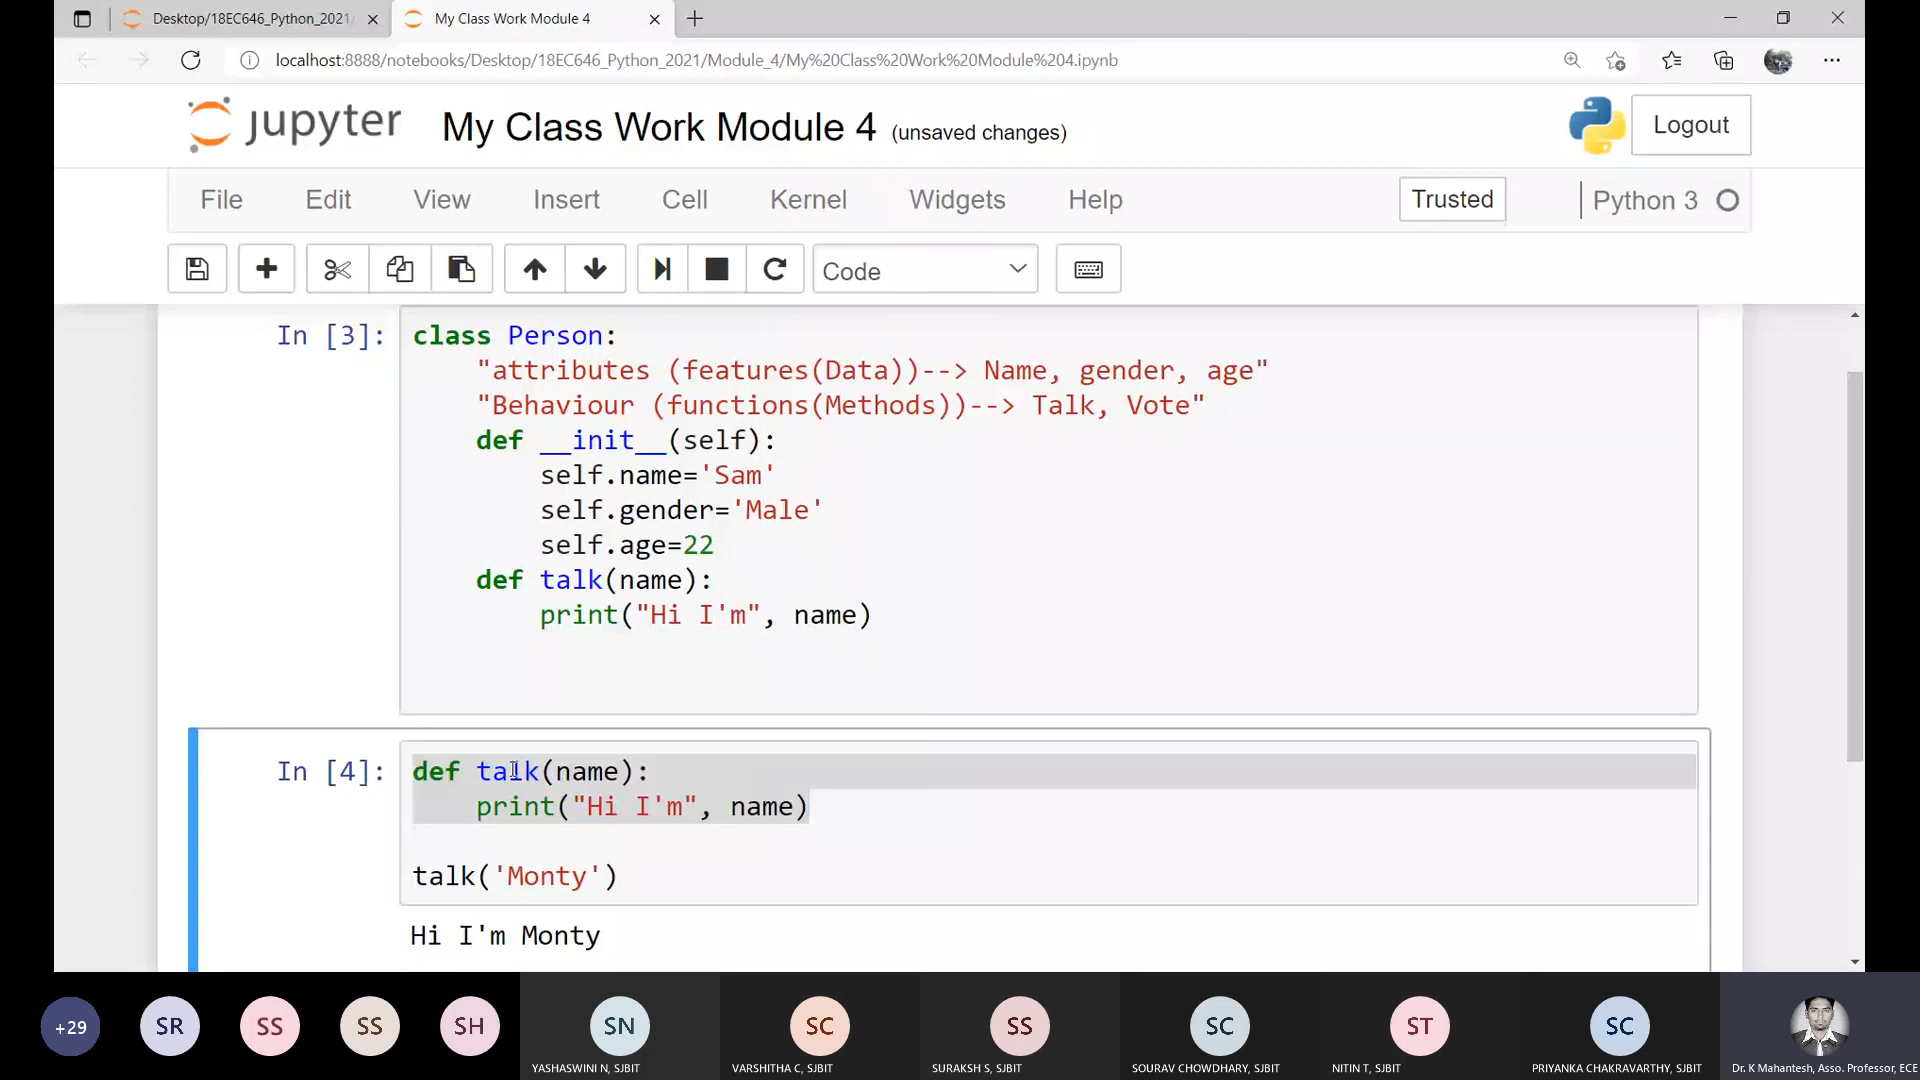 Desktop/18EC646_Python_2021/
My Class Work Module 4
localhost:8888/notebooks/Desktop/18EC646_Python_2021/Module_4/My%20Class%20Work%20Module%204.ipynb
jupyter My Class Work Module 4 (unsaved changes)
Logout
File Edit View Insert Cell Kernel Widgets Help
Trusted
Python 3
Code
In [3]:
class Person:
"attributes (features(Data))--> Name, gender, age"
"Behaviour (functions(Methods))--> Talk, Vote"
def __init__(self):
self.name='Sam'
self.gender='Male'
self.age=22
def talk(name):
print("Hi I'm", name)
In [4]:
def talk(name):
print("Hi I'm", name)
talk('Monty')
Hi I'm Monty
+29 SR SS SS SH SN SC SS SC ST SC
YASHASWINI N, SJBIT
VARSHITHA C, SJBIT
SURAKSH S, SJBIT
SOURAV CHOWDHARY, SJBIT
NITIN T, SJBIT
PRIYANKA CHAKRAVARTHY, SJBIT
Dr. K Mahantesh, Asso. Professor, ECE